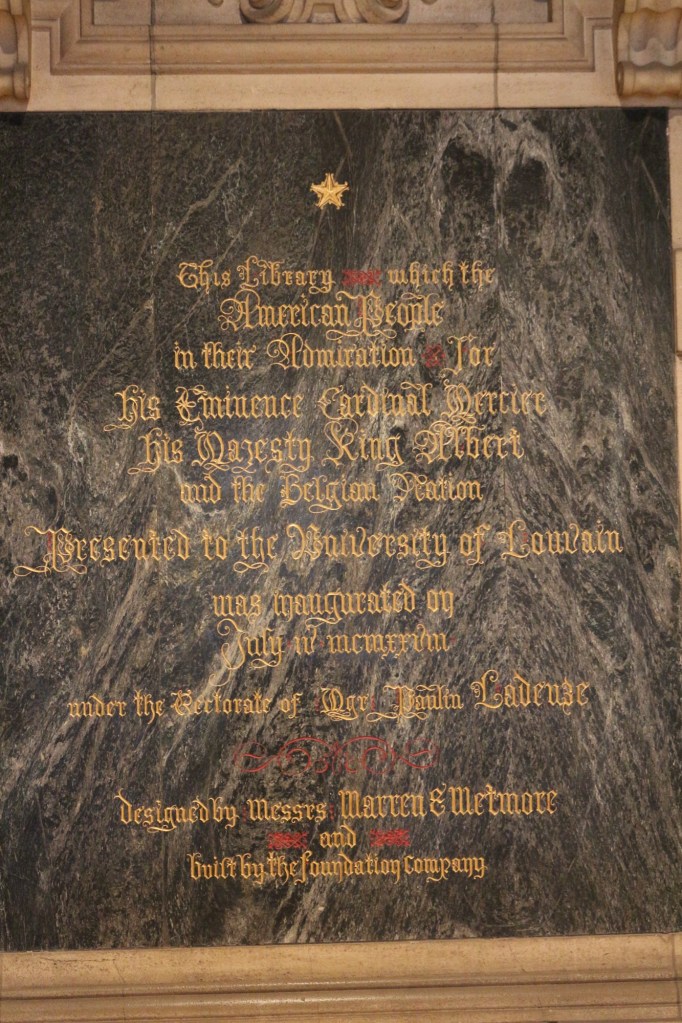 This Library which the
American People
in their Admiration for
his Eminence Cardinal Mercier
his Majesty King Albert
and the Belgian Nation
Presented to the University of Louvain
was inaugurated on
July iv mcmxxviii
under the Rectorate of Mgr Paulin Ladeuze
designed by Messrs Warren & Wetmore
and
built by the foundation company